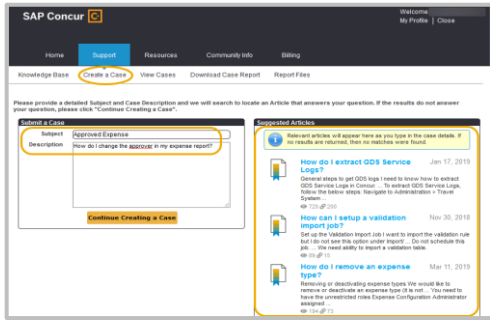 SAP Concur C
Welcome
My Profile | Close
Home Support Resources Community Info Billing
Knowledge Base Create a Case View Cases Download Case Report Report Files
Please provide a detailed Subject and Case Description and we will search to locate an Article that answers your question. If the results do not answer
your question, please click "Continue Creating a Case".
Submit a Case
Subject Approved Expense
Description How do I change the approver in my expense report?
Continue Creating a Case
Suggested Articles
Relevant articles will appear here as you type in the case details. If
no results are returned, then no matches were found.
How do I extract GDS Service Jan 17, 2019
Logs?
General steps to get GDS logs I need to know how to extract
GDS Service Logs in Concur. ... To extract GDS Service Logs,
follow the below steps: Navigate to Administration > Travel
System...
How can I setup a validation Nov 30, 2018
import job?
Set up the Validation Import Job I want to import the validation rule
but I do not see this option under Import/ ... Do not schedule this
job. ... We need ability to import a validation table.
How do I remove an expense Mar 11, 2019
type?
Removing or deactivating expense types We would like to
remove or deactivate an expense type (it is not ... You need to
have the unrestricted roles Expense Configuration Administrator
assigned ...